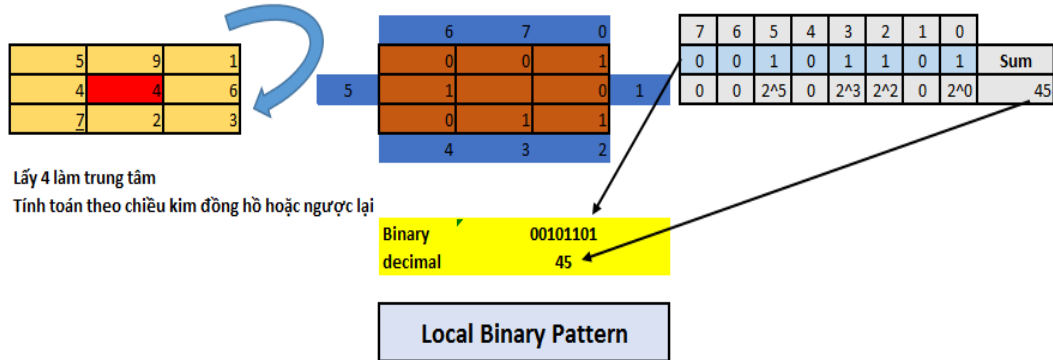 6 7 0
7 6 5 4 3 2 1 0
5 9 1
0 0 1
0 0 1 0 1 1 0 1 Sum
4 4 6
5 1 0 1
0 0 2^5 0 2^3 2^2 0 2^0 45
7 2 3
0 1 1
4 3 2
Lấy 4 làm trung tâm
Tính toán theo chiều kim đồng hồ hoặc ngược lại
Binary 00101101
decimal 45
Local Binary Pattern